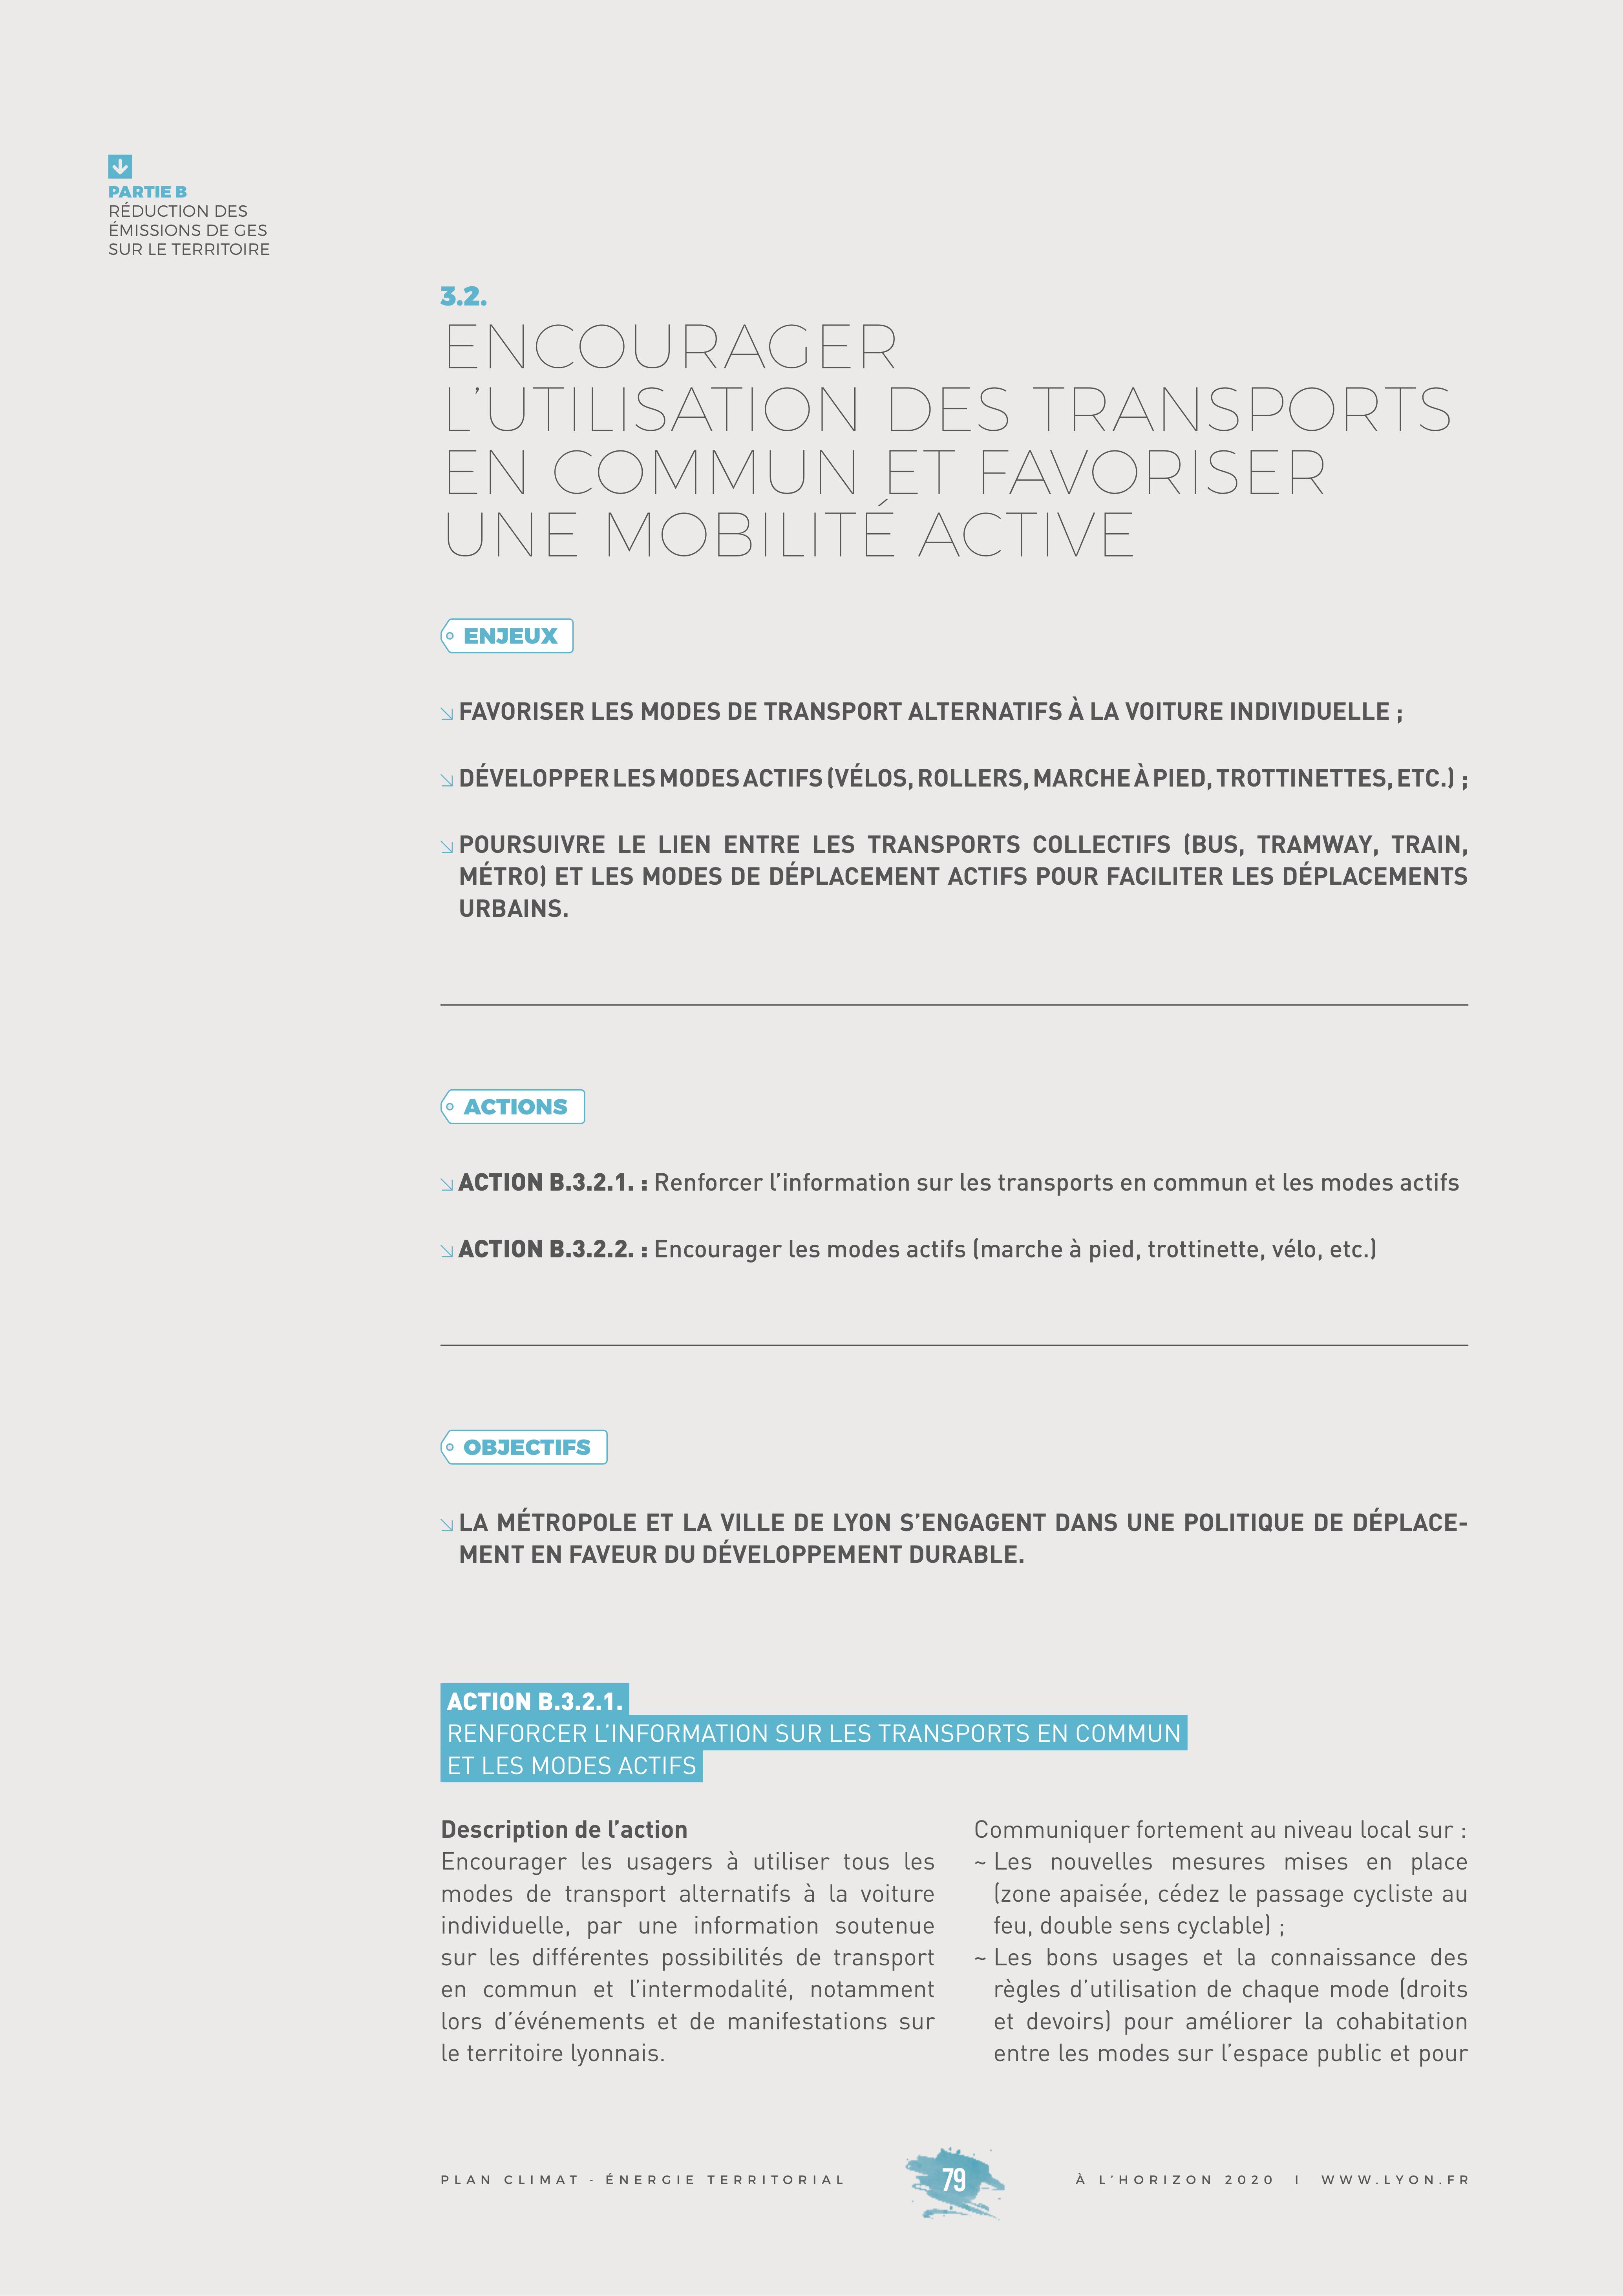 PARTIE B
RÉDUCTION DES
ÉMISSIONS DE GES
SUR LE TERRITOIRE
3.2.
ENCOURAGER
L’UTILISATION DES TRANSPORTS
EN COMMUN ET FAVORISER
UNE MOBILITÉ ACTIVE
ENJEUX
FAVORISER LES MODES DE TRANSPORT ALTERNATIFS À LA VOITURE INDIVIDUELLE ;
DÉVELOPPER LES MODES ACTIFS (VÉLOS, ROLLERS, MARCHE À PIED, TROTTINETTES, ETC.) ;
POURSUIVRE LE LIEN ENTRE LES TRANSPORTS COLLECTIFS (BUS, TRAMWAY, TRAIN,
MÉTRO) ET LES MODES DE DÉPLACEMENT ACTIFS POUR FACILITER LES DÉPLACEMENTS
URBAINS.
ACTIONS
ACTION B.3.2.1. : Renforcer l’information sur les transports en commun et les modes actifs
ACTION B.3.2.2. : Encourager les modes actifs (marche à pied, trottinette, vélo, etc.)
OBJECTIFS
LA MÉTROPOLE ET LA VILLE DE LYON S’ENGAGENT DANS UNE POLITIQUE DE DÉPLACE-
MENT EN FAVEUR DU DÉVELOPPEMENT DURABLE.
ACTION B.3.2.1.
RENFORCER L’INFORMATION SUR LES TRANSPORTS EN COMMUN
ET LES MODES ACTIFS
Description de l’action
Encourager les usagers à utiliser tous les
modes de transport alternatifs à la voiture
individuelle, par une information soutenue
sur les différentes possibilités de transport
en commun et l’intermodalité, notamment
lors d’événements et de manifestations sur
le territoire lyonnais.
Communiquer fortement au niveau local sur :
~ Les nouvelles mesures mises en place
(zone apaisée, cédez le passage cycliste au
feu, double sens cyclable) ;
~ Les bons usages et la connaissance des
règles d’utilisation de chaque mode (droits
et devoirs) pour améliorer la cohabitation
entre les modes sur l’espace public et pour
PLAN CLIMAT - ÉNERGIE TERRITORIAL
79
À L’HORIZON 2020 I WWW.LYON.FR